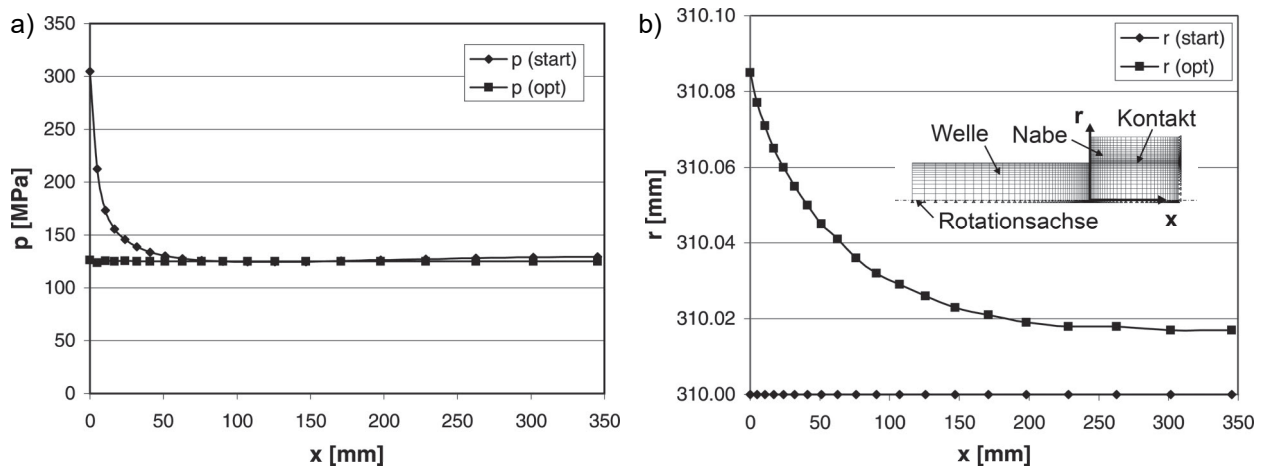 a)
350
300
250
200
150
100
50
0
p [MPa]
p (start)
p (opt)
0 50 100 150 200 250 300 350
x [mm]
b)
310.10
310.08
310.06
310.04
310.02
310.00
r [mm]
r (start)
r (opt)
r
Kontakt
Nabe
Welle
Rotationsachse
x
0 50 100 150 200 250 300 350
x [mm]